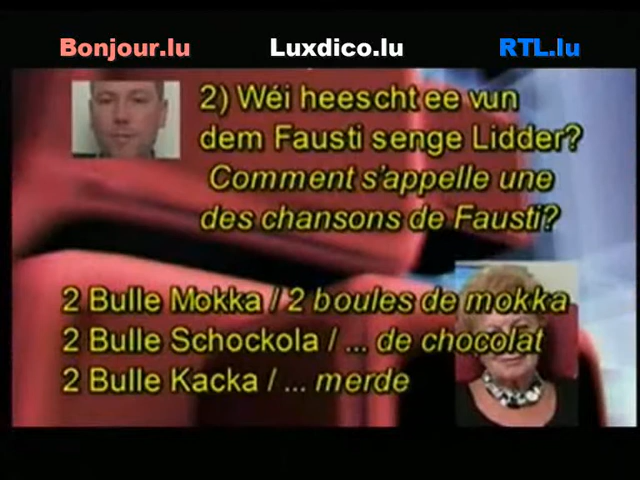 Bonjour.lu Luxdico.lu RTL.lu
2) Wéi heescht ee vun
dem Fausti senge Lidder?
Comment s'appelle une
des chansons de Fausti?
2 Bulle Mokka / 2 boules de mokka
2 Bulle Schockola / ... de chocolat
2 Bulle Kacka / ... merde